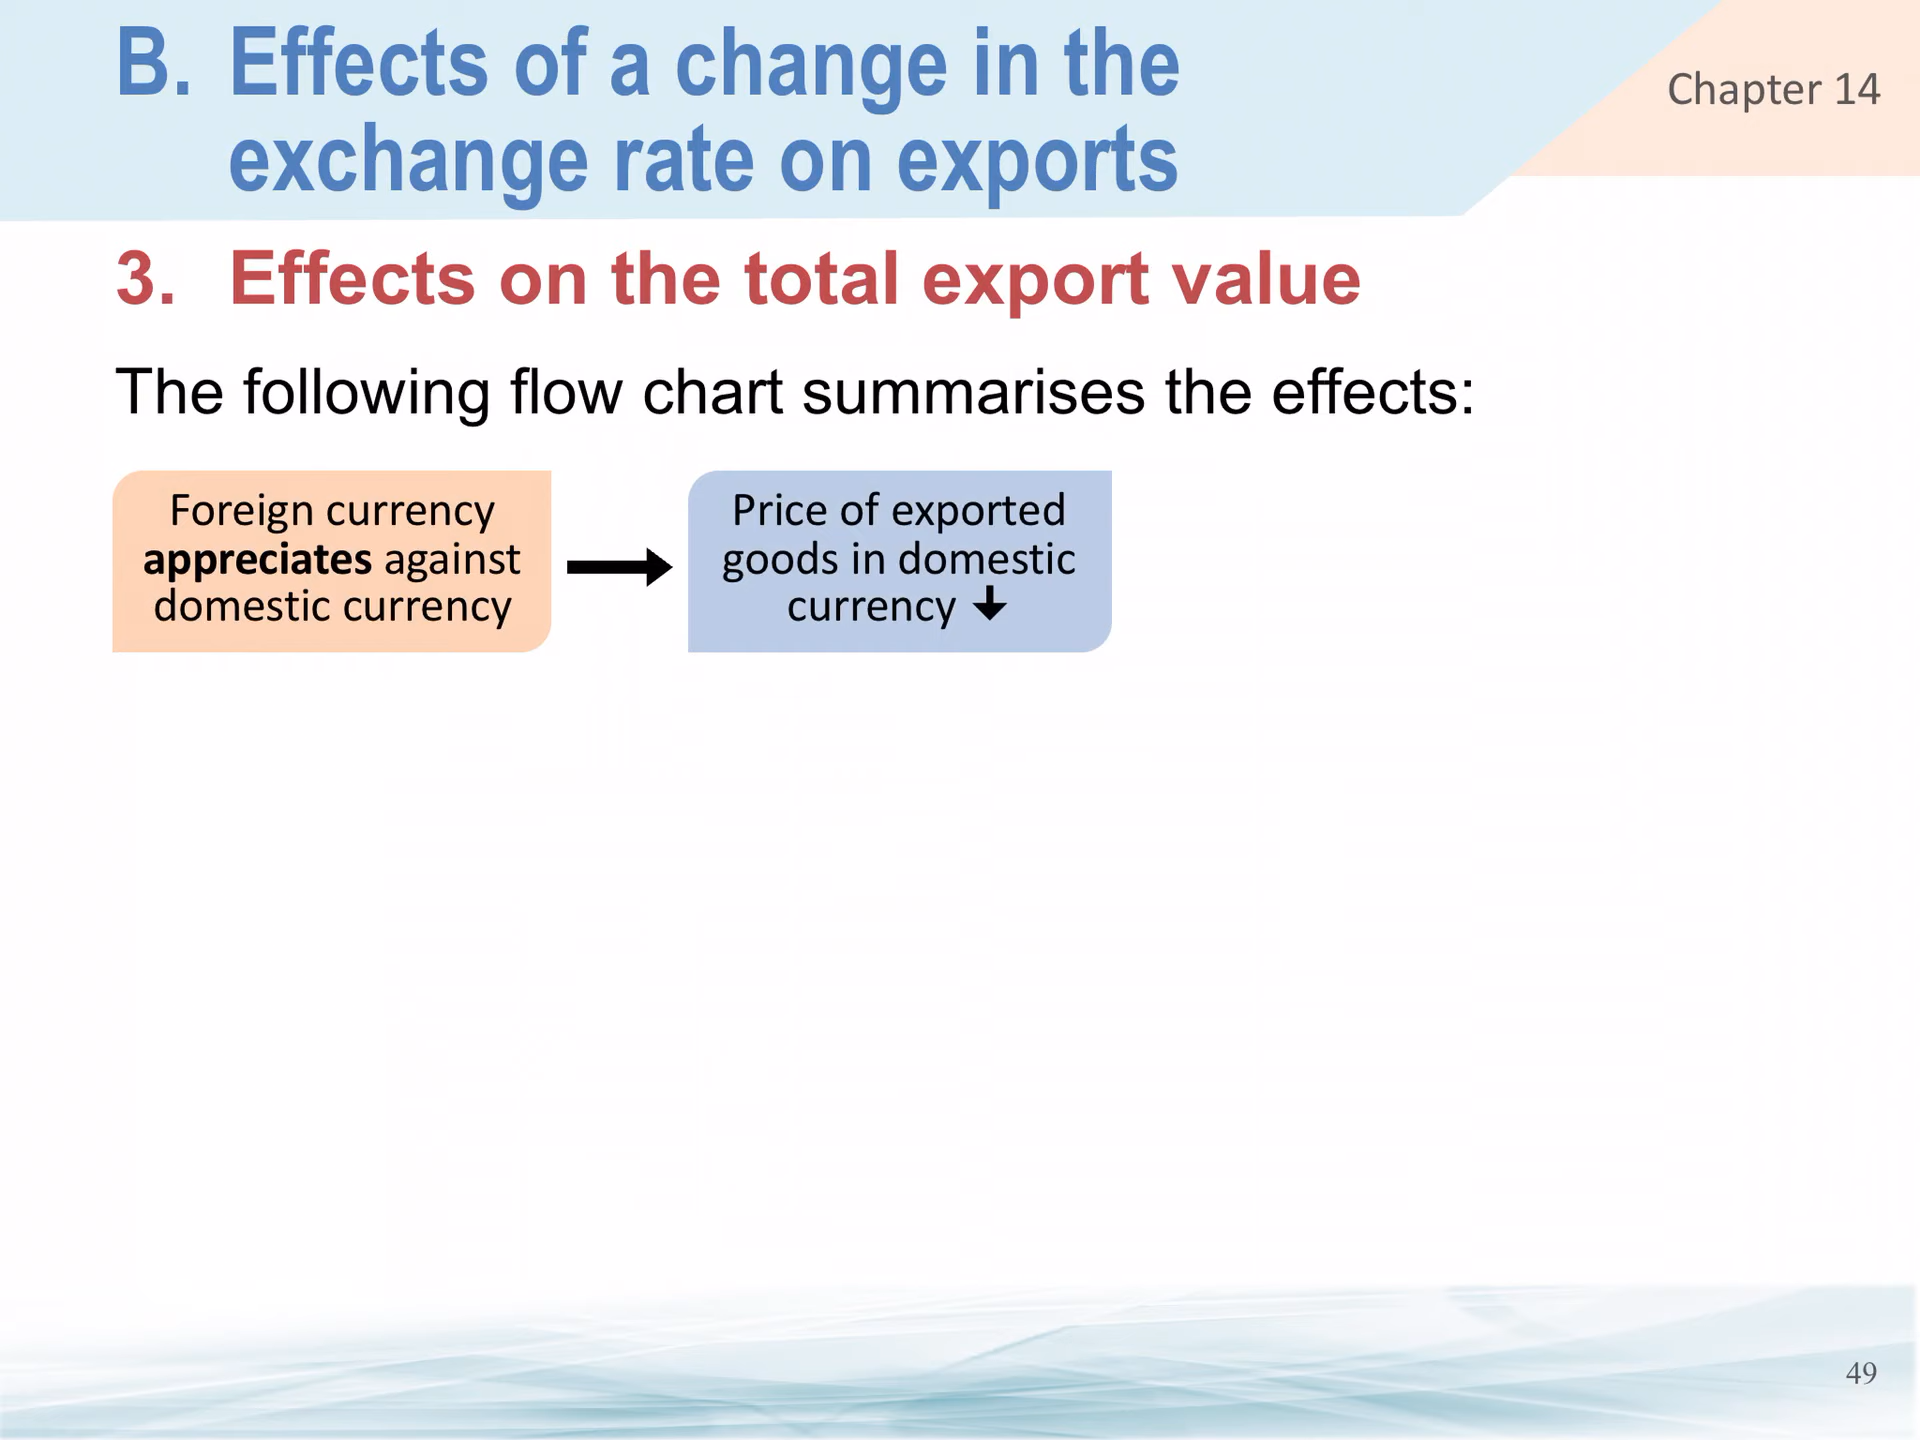 B. Effects of a change in the
exchange rate on exports
Chapter 14
3. Effects on the total export value
The following flow chart summarises the effects:
Foreign currency
appreciates against
domestic currency
Price of exported
goods in domestic
currency ↓
49